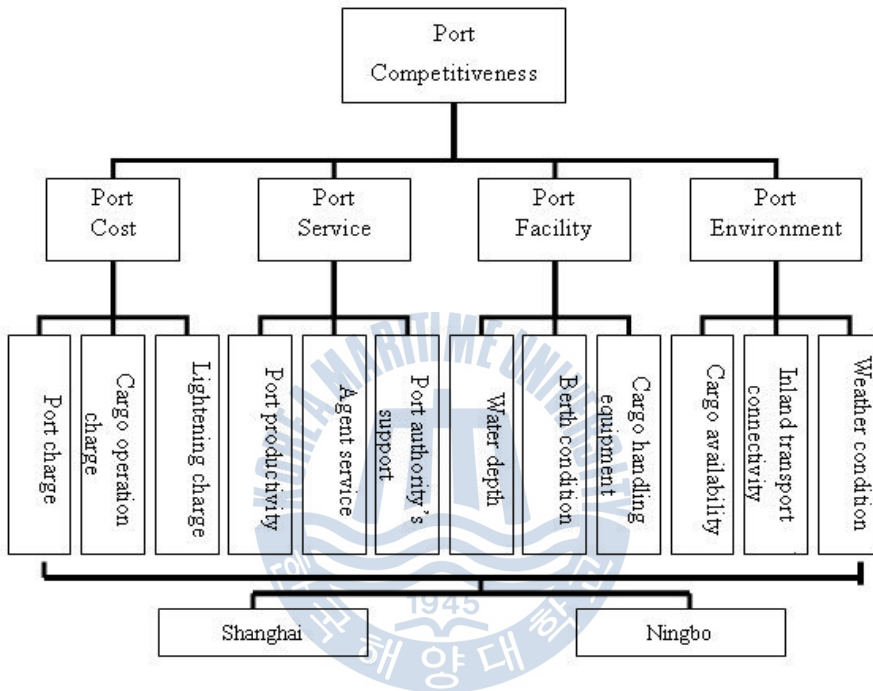 Port
Competitiveness
Port
Cost
Port
Service
Port
Facility
Port
Environment
Port charge
Cargo operation
charge
Lightening charge
Port productivity
Agent service
Port authority's
support
Water depth
Berth condition
Cargo handling
equipment
Cargo availability
Inland transport
connectivity
Weather condition
Shanghai
Ningbo
KOREA MARITIME UNIVERSITY
1945
한국해양대학교